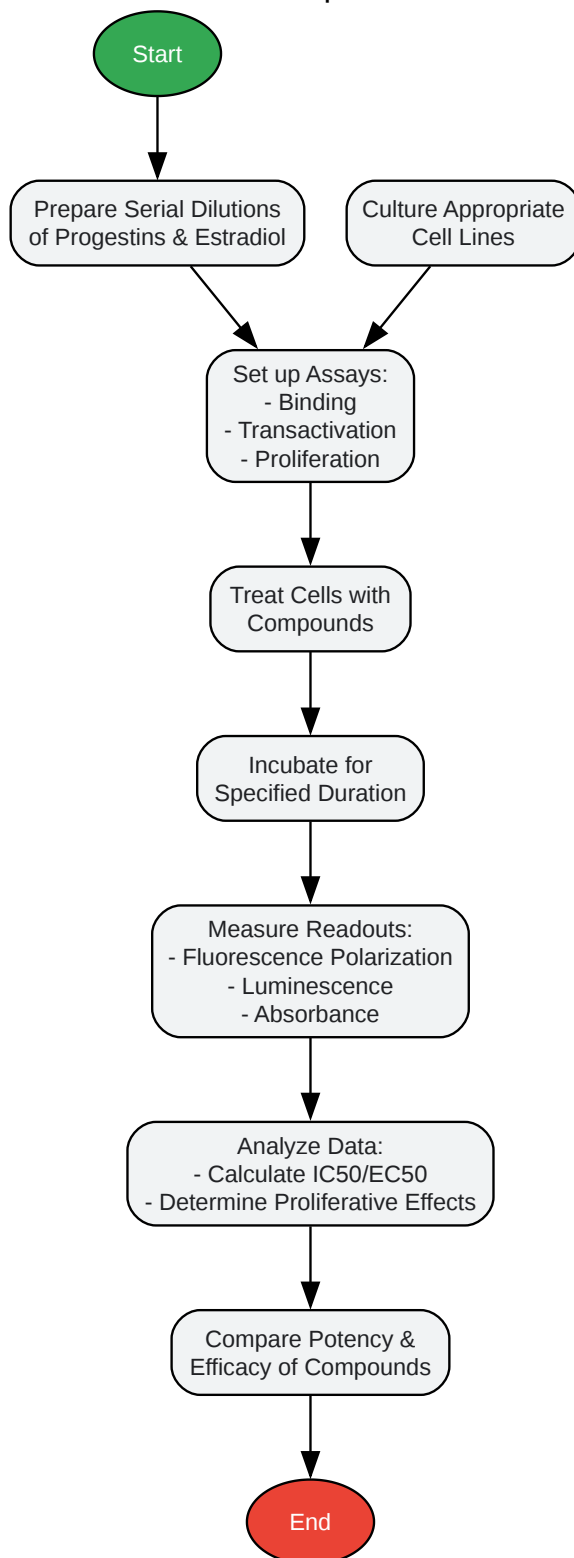 Start
Prepare Serial Dilutions
of Progestins & Estradiol
Culture Appropriate
Cell Lines
Set up Assays:
- Binding
- Transactivation
- Proliferation
Treat Cells with
Compounds
Incubate for
Specified Duration
Measure Readouts:
- Fluorescence Polarization
- Luminescence
- Absorbance
Analyze Data:
- Calculate IC50/EC50
- Determine Proliferative Effects
Compare Potency &
Efficacy of Compounds
End